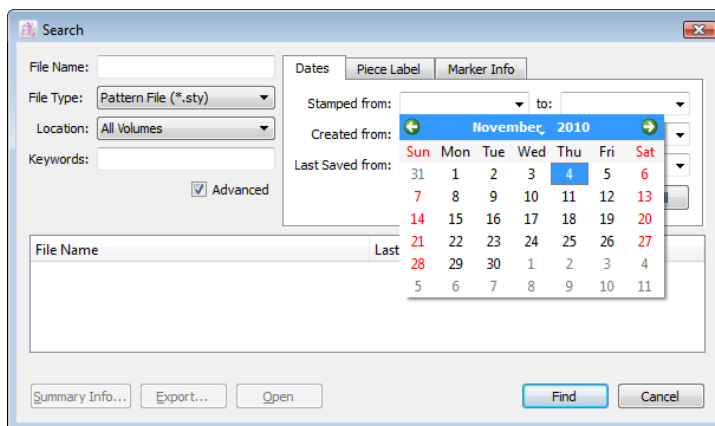 Search
File Name:
File Type: Pattern File (*.sty)
Location: All Volumes
Keywords:
Advanced
Dates Piece Label Marker Info
Stamped from: to:
Created from:
Last Saved from:
November, 2010
Sun Mon Tue Wed Thu Fri Sat
31 1 2 3 4 5 6
7 8 9 10 11 12 13
14 15 16 17 18 19 20
21 22 23 24 25 26 27
28 29 30 1 2 3 4
5 6 7 8 9 10 11
File Name Last
Summary Info... Export... Open Find Cancel